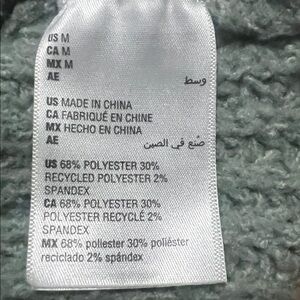 US M
CA M
MX M
AE وسط
US MADE IN CHINA
CA FABRIQUÉ EN CHINE
MX HECHO EN CHINA
AE صنع في الصين
US 68% POLYESTER 30%
RECYCLED POLYESTER 2%
SPANDEX
CA 68% POLYESTER 30%
POLYESTER RECYCLÉ 2%
SPANDEX
MX 68% poliester 30% poliéster
reciclado 2% spándex